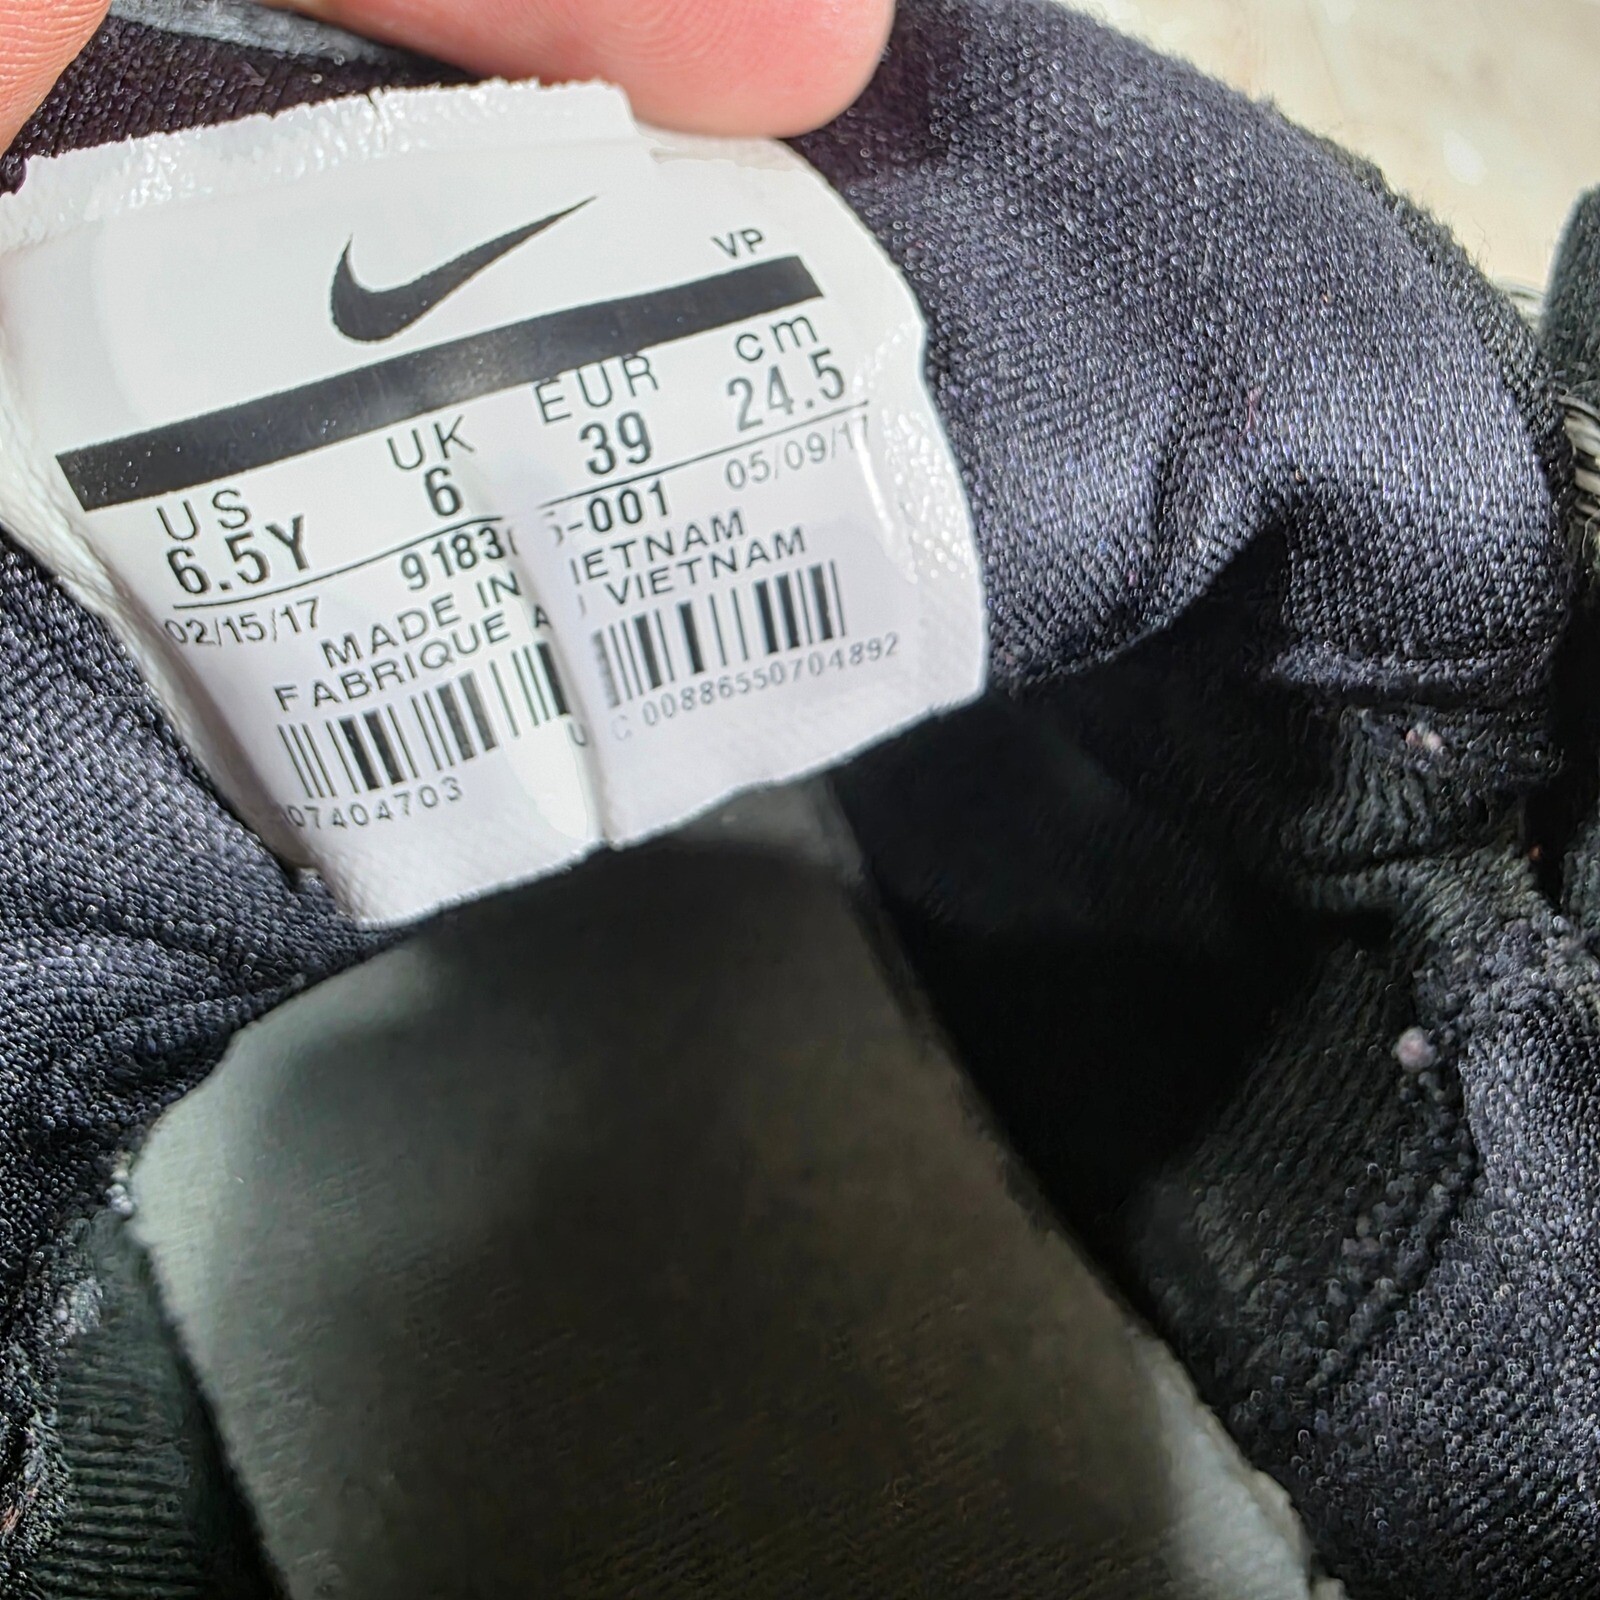 VP
US UK EUR cm
6.5Y 6 39 24.5
02/15/17 05/09/17
-001
MADE IN VIETNAM
FABRIQUE VIETNAM
00886550704892
07404703